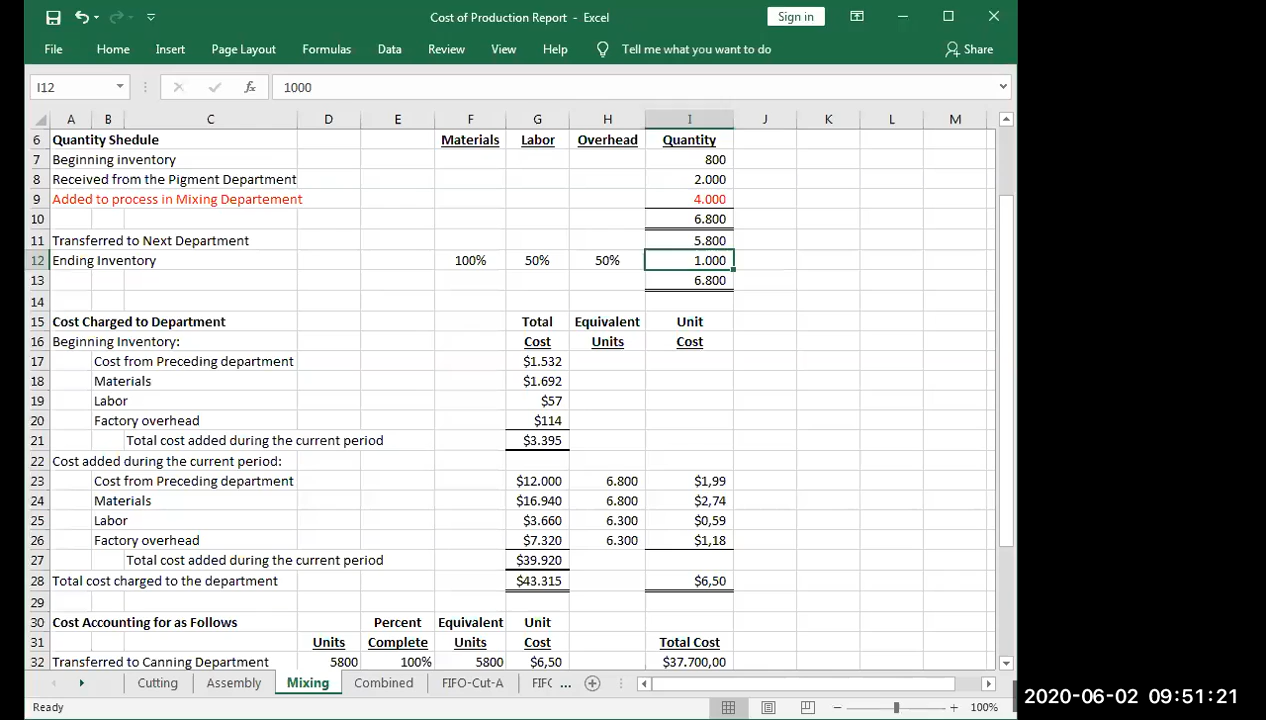 Cost of Production Report - Excel
Sign in
File Home Insert Page Layout Formulas Data Review View Help Tell me what you want to do Share
I12 fx 1000
A B C D E F G H I J K L M
6 Quantity Shedule Materials Labor Overhead Quantity
7 Beginning inventory 800
8 Received from the Pigment Department 2.000
9 Added to process in Mixing Departement 4.000
10 6.800
11 Transferred to Next Department 5.800
12 Ending Inventory 100% 50% 50% 1.000
13 6.800
14
15 Cost Charged to Department Total Equivalent Unit
16 Beginning Inventory: Cost Units Cost
17 Cost from Preceding department $1.532
18 Materials $1.692
19 Labor $57
20 Factory overhead $114
21 Total cost added during the current period $3.395
22 Cost added during the current period:
23 Cost from Preceding department $12.000 6.800 $1,99
24 Materials $16.940 6.800 $2,74
25 Labor $3.660 6.300 $0,59
26 Factory overhead $7.320 6.300 $1,18
27 Total cost added during the current period $39.920
28 Total cost charged to the department $43.315 $6,50
29
30 Cost Accounting for as Follows Percent Equivalent Unit
31 Units Complete Units Cost Total Cost
32 Transferred to Canning Department 5800 100% 5800 $6,50 $37.700,00
Cutting Assembly Mixing Combined FIFO-Cut-A FIFC ...
Ready 100%
2020-06-02 09:51:21